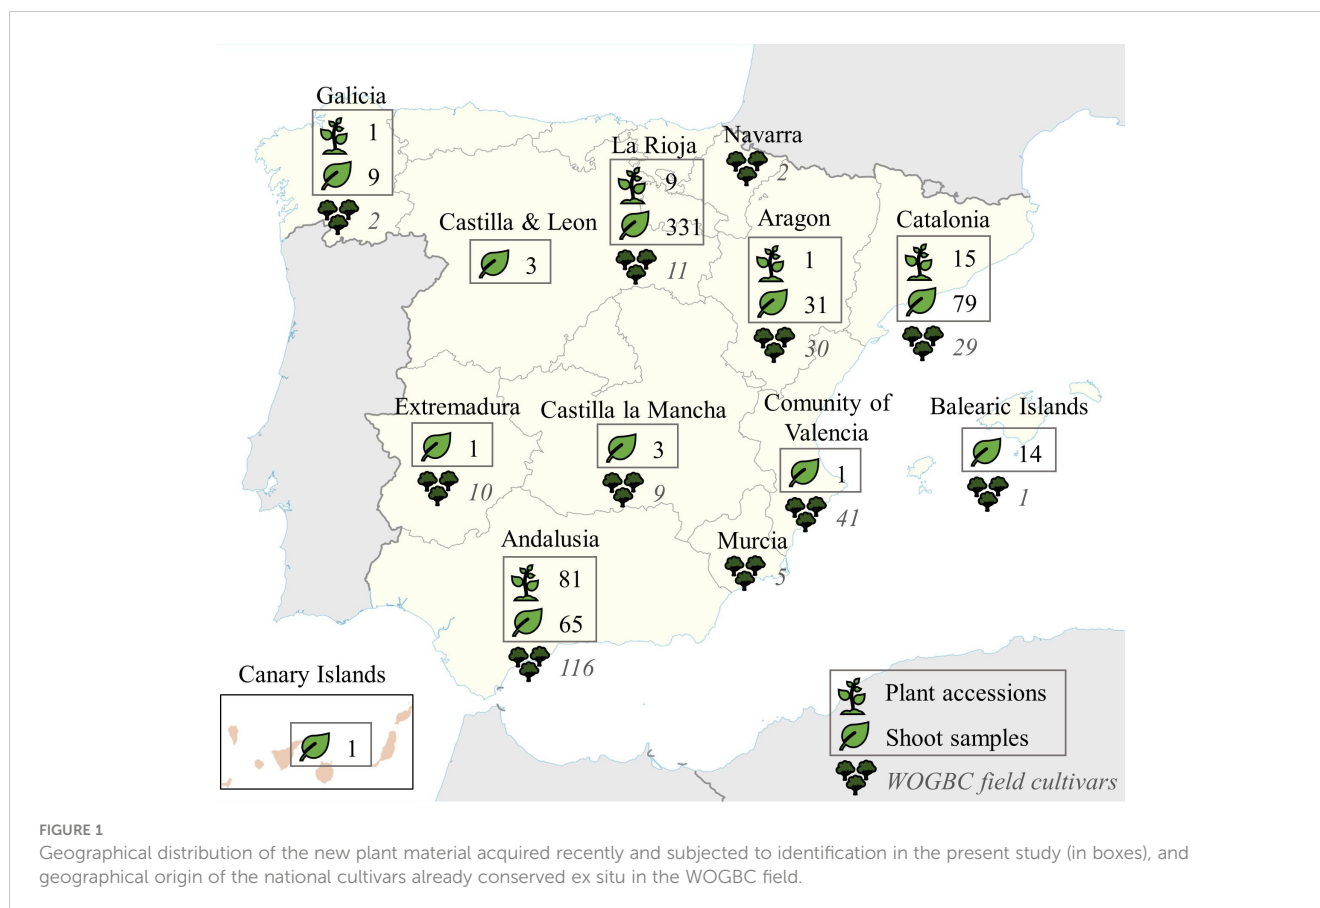 Galicia
1
9
2
Castilla & Leon
3
La Rioja
9
331
11
Navarra
2
Aragon
1
31
30
Catalonia
15
79
29
Extremadura
1
10
Castilla la Mancha
3
9
Comunity of
Valencia
1
41
Balearic Islands
14
1
Andalusia
81
65
116
Murcia
5
Canary Islands
1
Plant accessions
Shoot samples
WOGBC field cultivars
FIGURE 1
Geographical distribution of the new plant material acquired recently and subjected to identification in the present study (in boxes), and
geographical origin of the national cultivars already conserved ex situ in the WOGBC field.